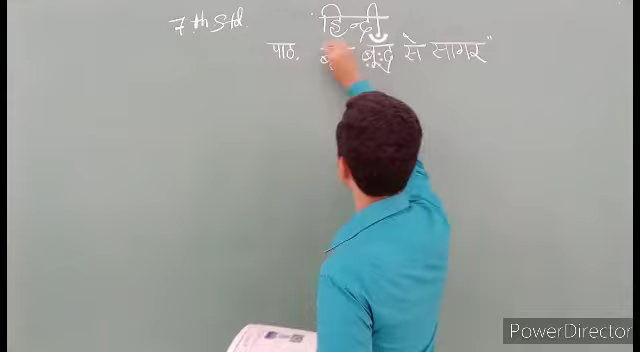 7th Std.
हिन्दी
पाठ. बूंद से सागर"
PowerDirector